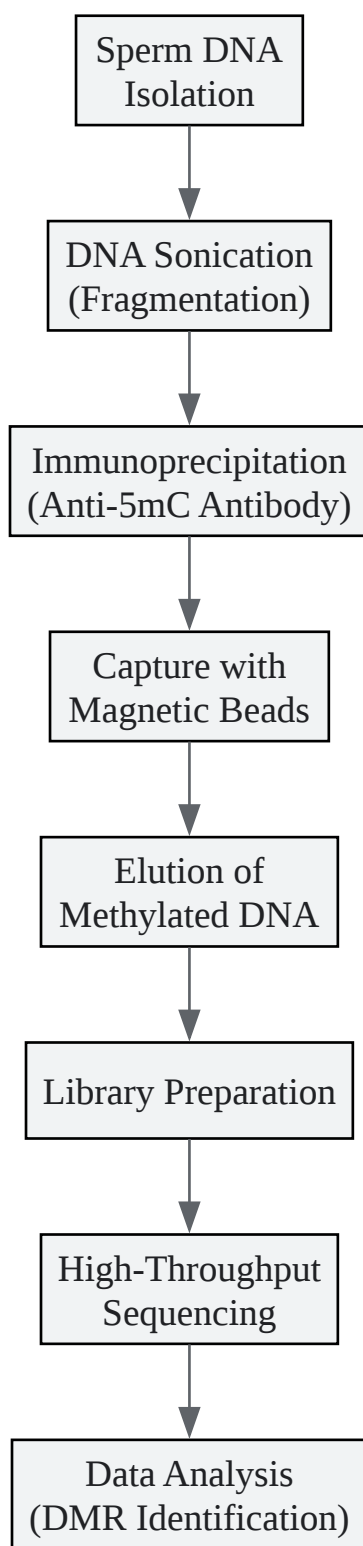 Sperm DNA
Isolation
DNA Sonication
(Fragmentation)
Immunoprecipitation
(Anti-5mC Antibody)
Capture with
Magnetic Beads
Elution of
Methylated DNA
Library Preparation
High-Throughput
Sequencing
Data Analysis
(DMR Identification)